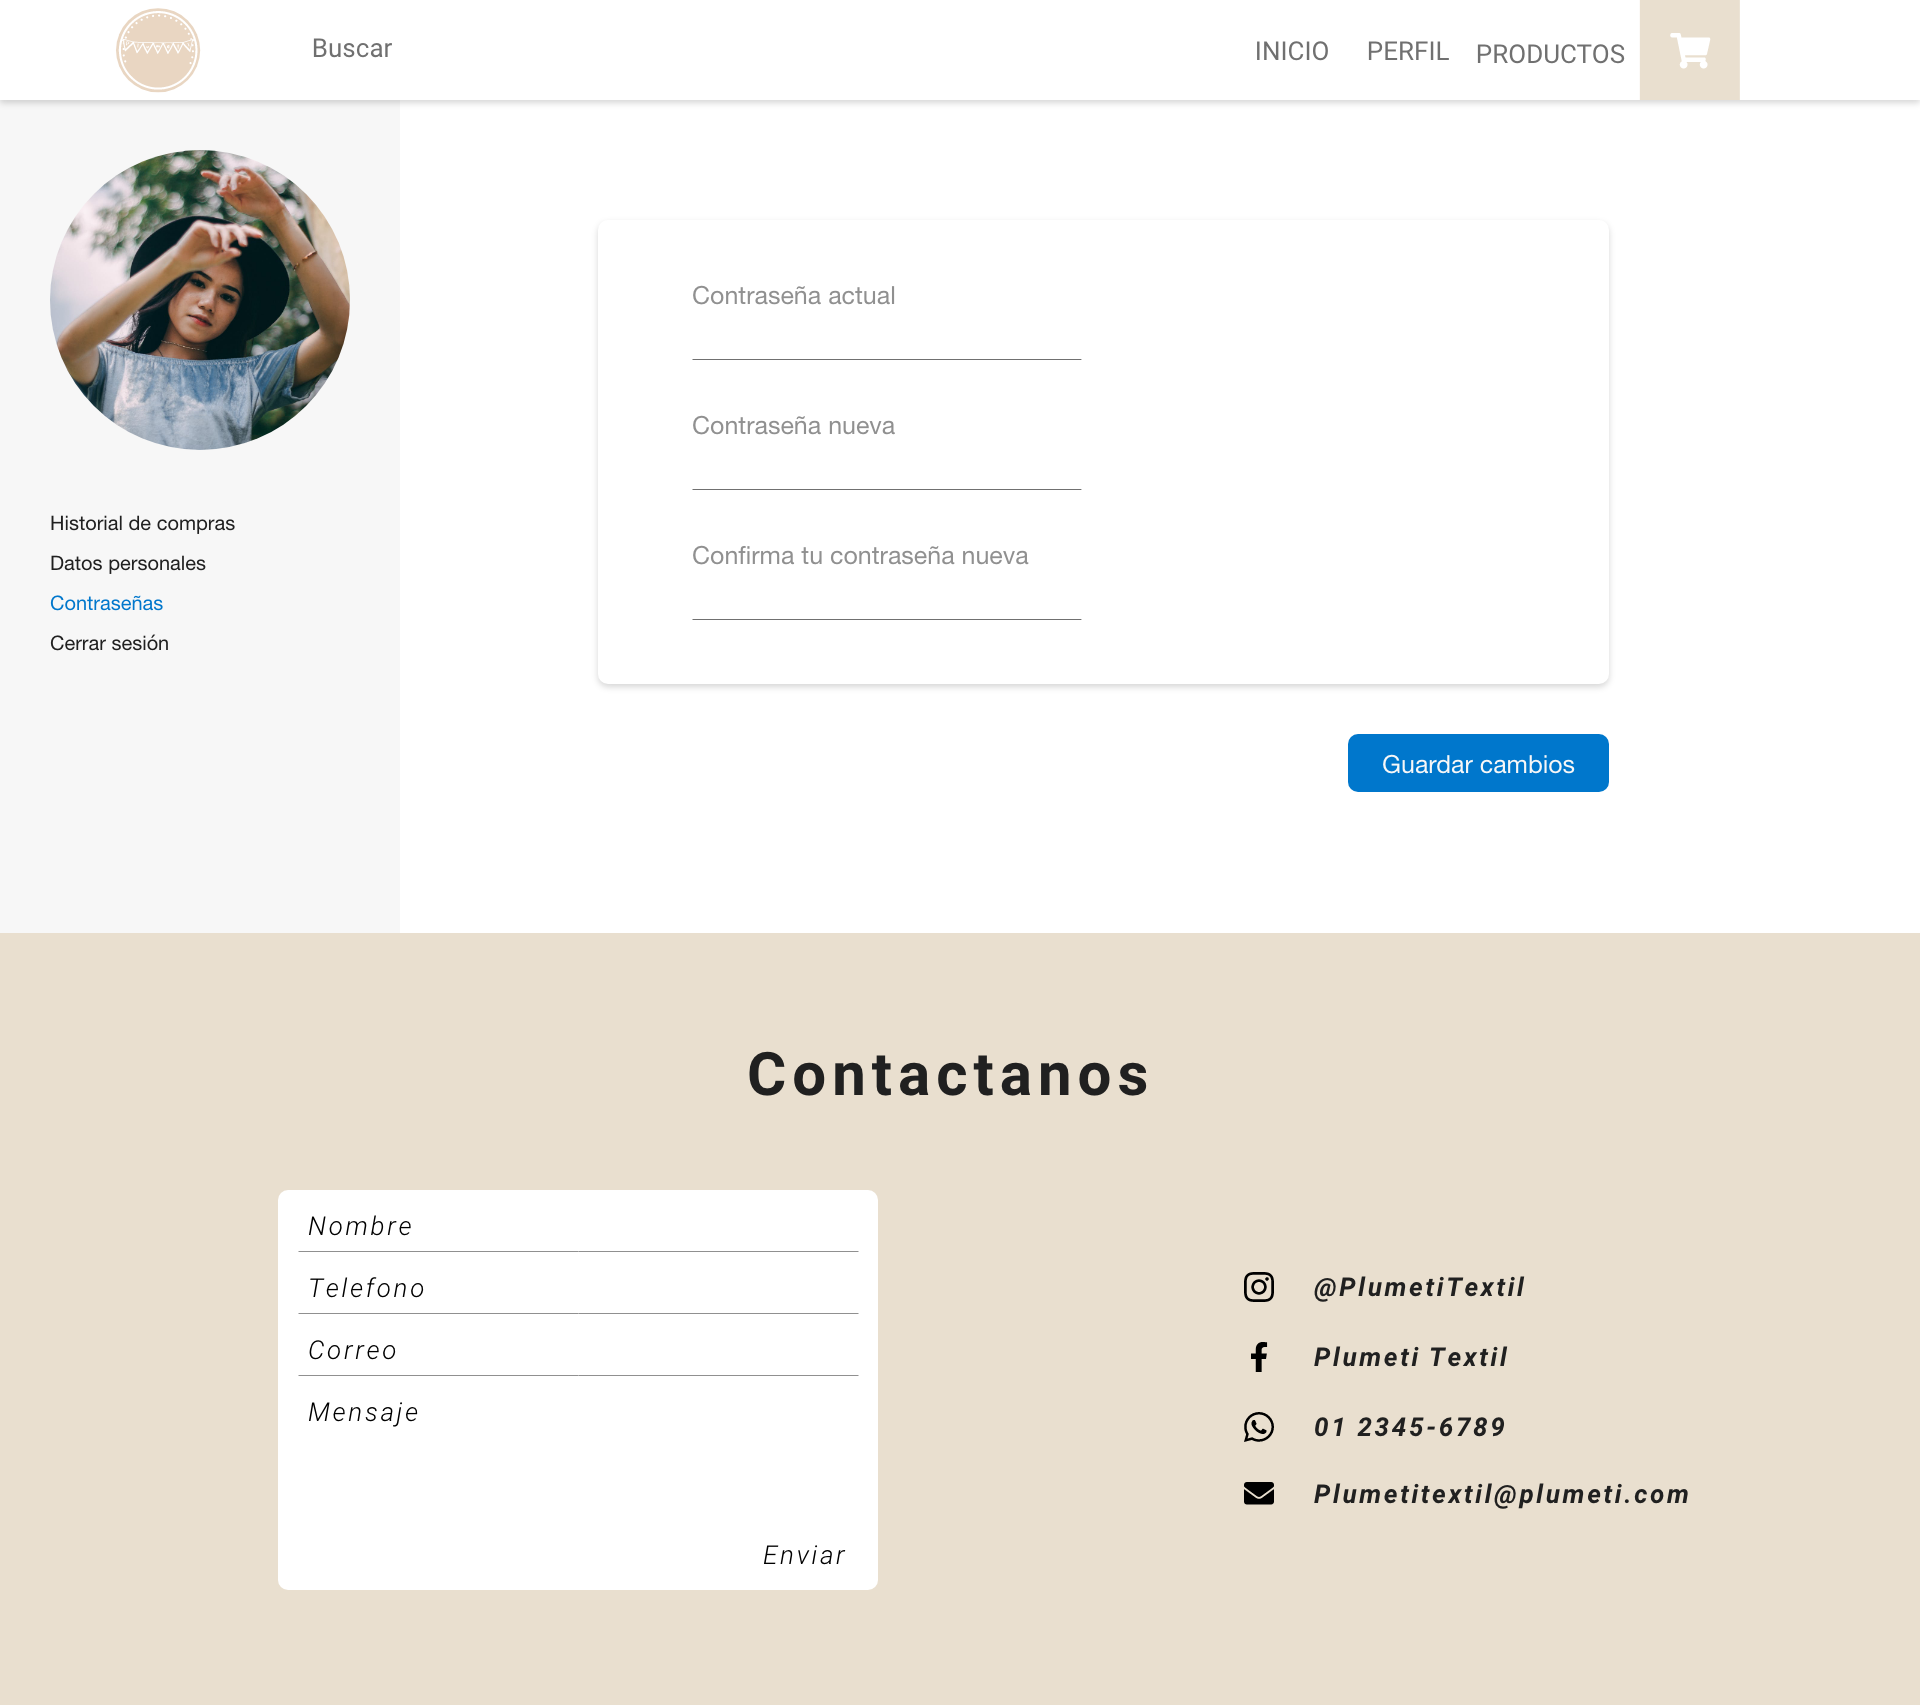 Buscar
INICIO
PERFIL
PRODUCTOS
Historial de compras
Datos personales
Contraseñas
Cerrar sesión
Contraseña actual
Contraseña nueva
Confirma tu contraseña nueva
Guardar cambios
Contactanos
Nombre
Telefono
Correo
Mensaje
Enviar
@PlumetiTextil
Plumeti Textil
01 2345-6789
Plumetitextil@plumeti.com